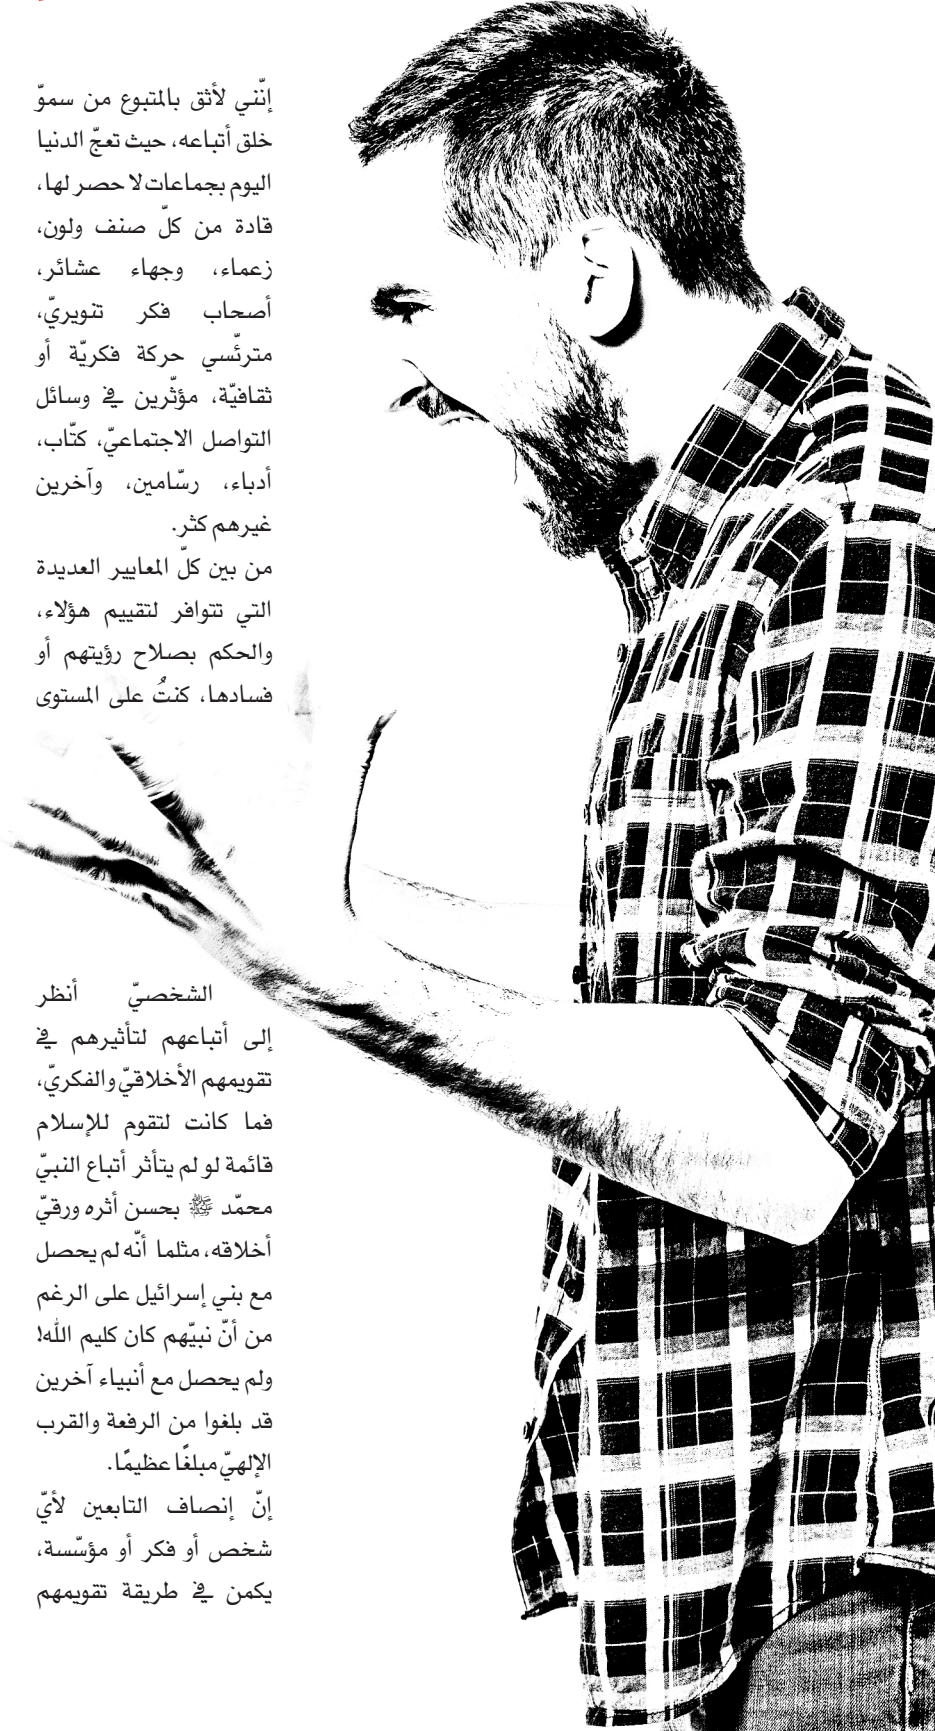 إنّني لأثق بالمتبوع من سموّ
خلق أتباعه، حيث تعجّ الدنيا
اليوم بجماعات لا حصر لها،
قادة من كلّ صنف ولون،
زعماء، وجهاء عشائر،
أصحاب فكر تنويريّ،
مترئّسي حركة فكريّة أو
ثقافيّة، مؤثّرين في وسائل
التواصل الاجتماعيّ، كتّاب،
أدباء، رسّامين، وآخرين
غيرهم كثر.
من بين كلّ المعايير العديدة
التي تتوافر لتقييم هؤلاء،
والحكم بصلاح رؤيتهم أو
فسادها، كنتُ على المستوى
الشخصيّ أنظر
إلى أتباعهم لتأثيرهم في
تقويمهم الأخلاقيّ والفكريّ،
فما كانت لتقوم للإسلام
قائمة لو لم يتأثر أتباع النبيّ
محمّد ﷺ بحسن أثره ورقيّ
أخلاقه، مثلما أنّه لم يحصل
مع بني إسرائيل على الرغم
من أنّ نبيّهم كان كليم الله!
ولم يحصل مع أنبياء آخرين
قد بلغوا من الرفعة والقرب
الإلهيّ مبلغًا عظيمًا.
إنّ إنصاف التابعين لأيّ
شخص أو فكر أو مؤسّسة،
يكمن في طريقة تقويمهم